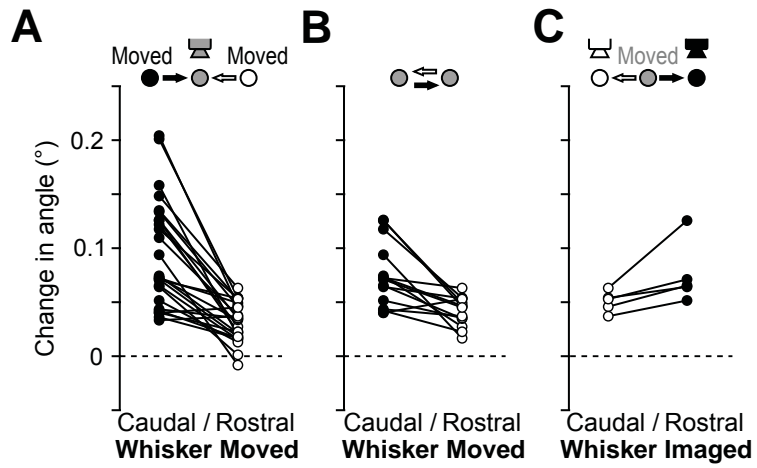 A
B
C
Moved
Moved
Moved
Change in angle (°)
0.2
0.1
0
Caudal / Rostral
Whisker Moved
Caudal / Rostral
Whisker Moved
Caudal / Rostral
Whisker Imaged